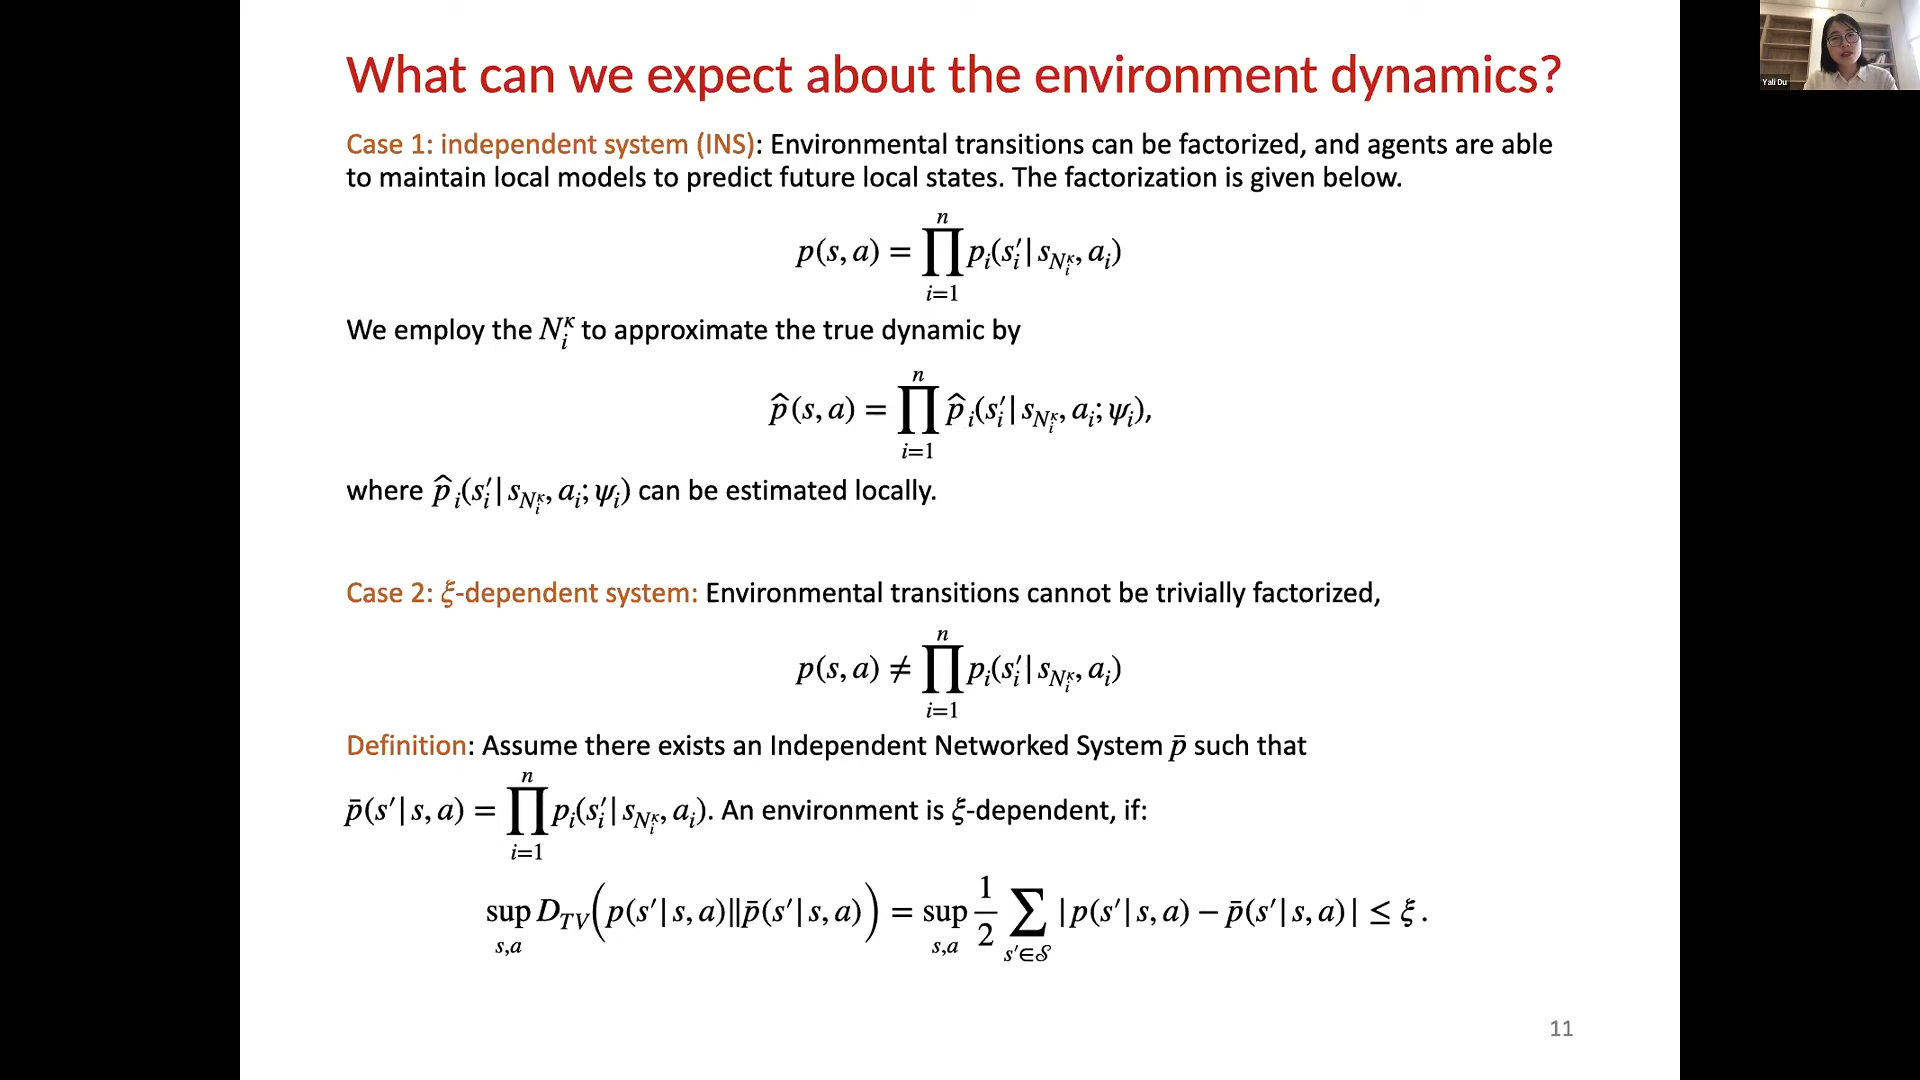 What can we expect about the environment dynamics?
Yali Du
Case 1: independent system (INS): Environmental transitions can be factorized, and agents are able
to maintain local models to predict future local states. The factorization is given below.
p(s, a) = ∏_{i=1}^{n} p_i(s_i′ | s_{N_i^κ}, a_i)
We employ the N_i^κ to approximate the true dynamic by
p̂(s, a) = ∏_{i=1}^{n} p̂_i(s_i′ | s_{N_i^κ}, a_i; ψ_i),
where p̂_i(s_i′ | s_{N_i^κ}, a_i; ψ_i) can be estimated locally.
Case 2: ξ-dependent system: Environmental transitions cannot be trivially factorized,
p(s, a) ≠ ∏_{i=1}^{n} p_i(s_i′ | s_{N_i^κ}, a_i)
Definition: Assume there exists an Independent Networked System p̄ such that
p̄(s′ | s, a) = ∏_{i=1}^{n} p_i(s_i′ | s_{N_i^κ}, a_i). An environment is ξ-dependent, if:
sup_{s,a} D_{TV}(p(s′ | s, a)||p̄(s′ | s, a)) = sup_{s,a} 1/2 ∑_{s′∈𝒮} | p(s′ | s, a) − p̄(s′ | s, a) | ≤ ξ.
11